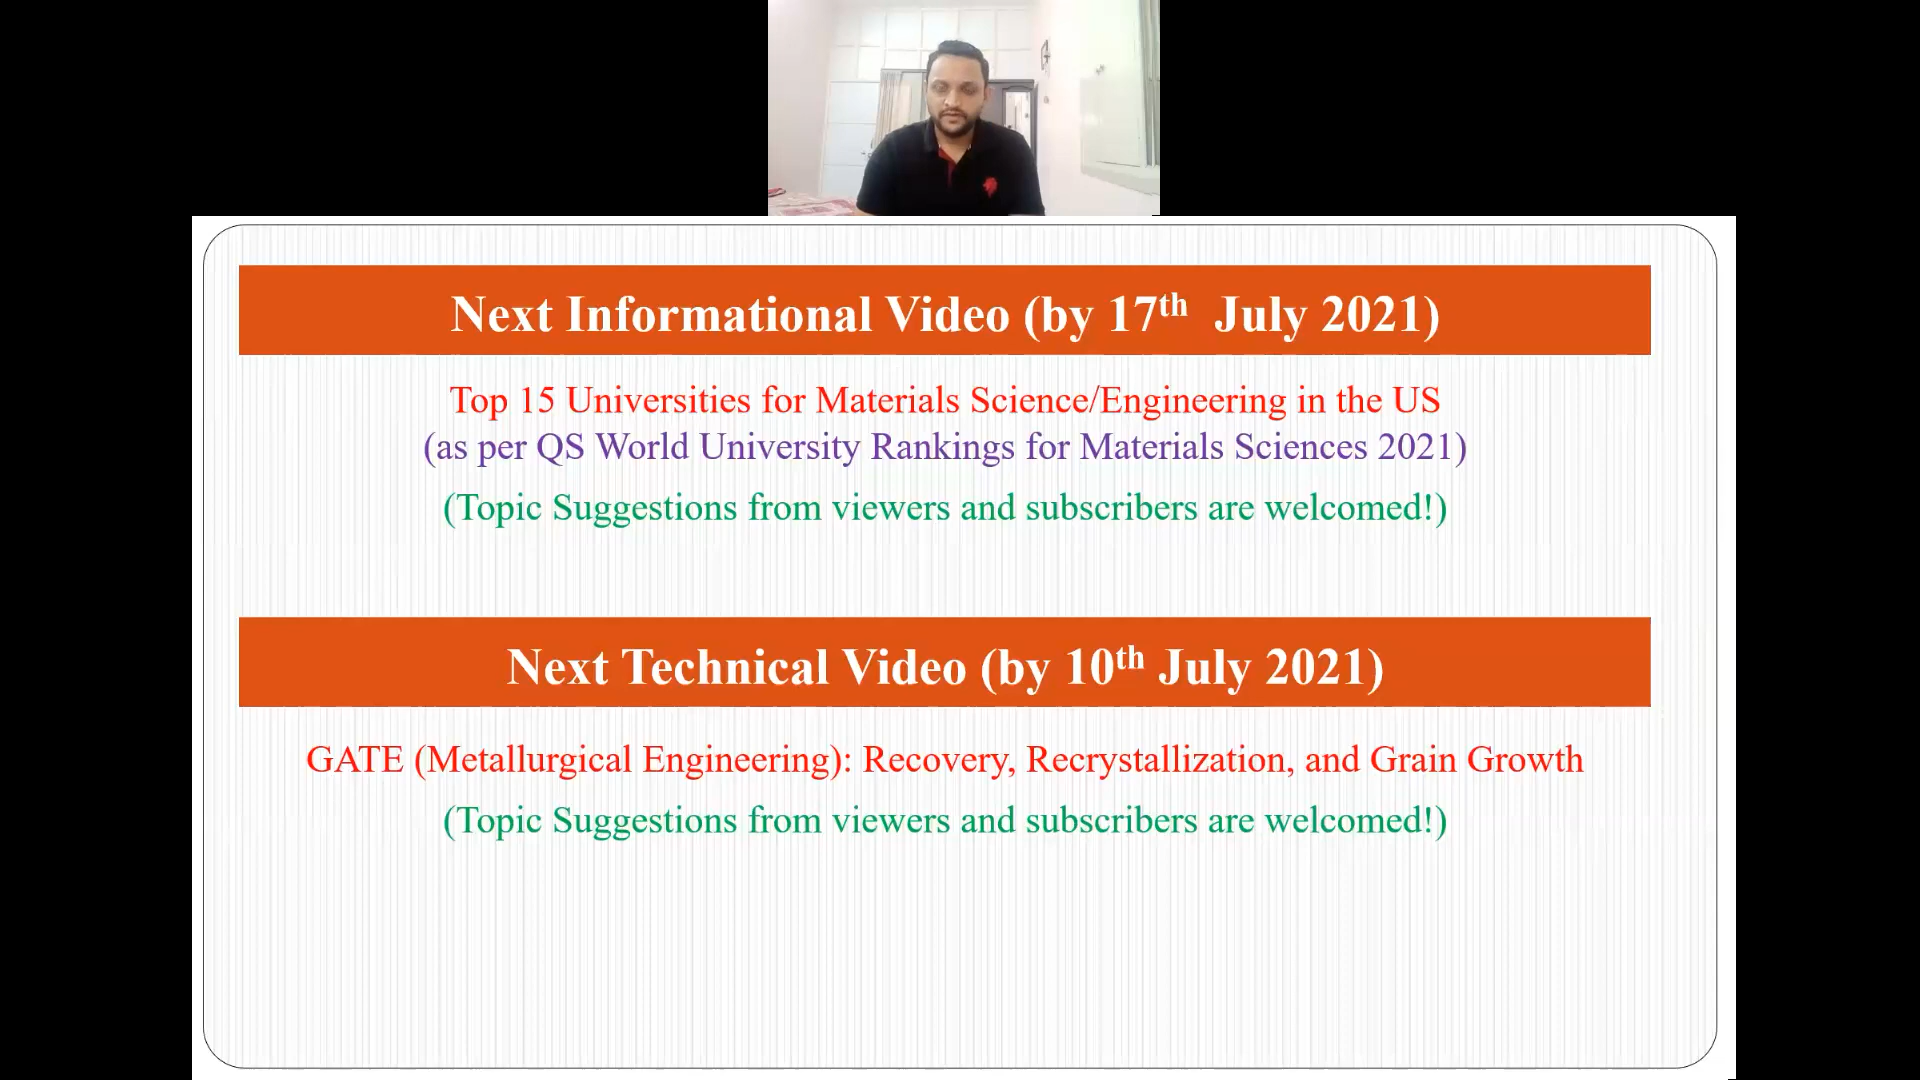 Next Informational Video (by 17th July 2021)
Top 15 Universities for Materials Science/Engineering in the US
(as per QS World University Rankings for Materials Sciences 2021)
(Topic Suggestions from viewers and subscribers are welcomed!)
Next Technical Video (by 10th July 2021)
GATE (Metallurgical Engineering): Recovery, Recrystallization, and Grain Growth
(Topic Suggestions from viewers and subscribers are welcomed!)